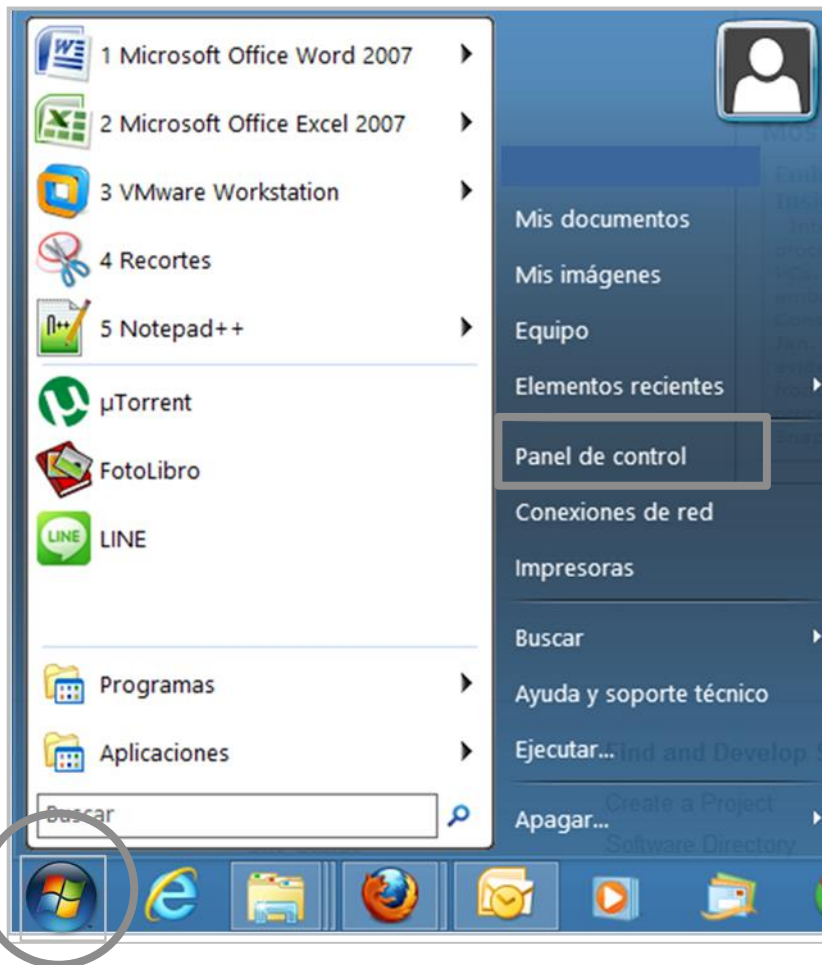 1 Microsoft Office Word 2007
2 Microsoft Office Excel 2007
3 VMware Workstation
4 Recortes
5 Notepad++
µTorrent
FotoLibro
LINE
LINE
Programas
Aplicaciones
Buscar
Mis documentos
Mis imágenes
Equipo
Elementos recientes
Panel de control
Conexiones de red
Impresoras
Buscar
Ayuda y soporte técnico
Ejecutar...
Find and Develop
Apagar...
Create a Project
Software Directory